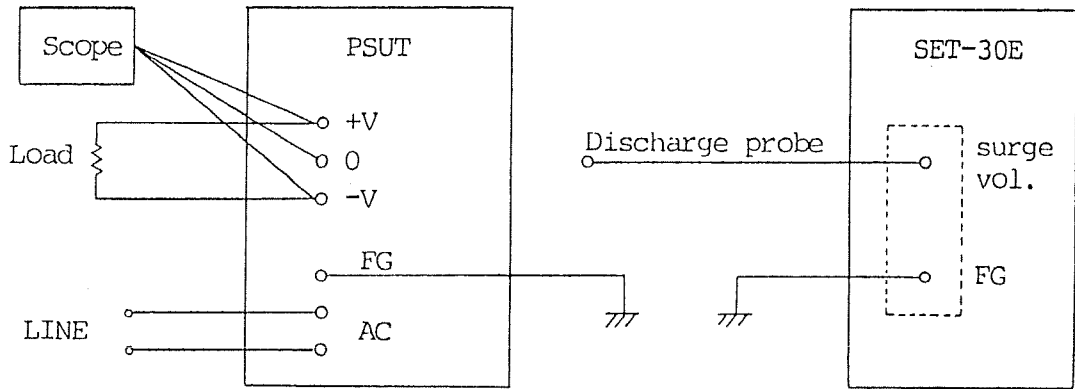 Scope
PSUT
SET-30E
+V
Load
0
-V
Discharge probe
surge
vol.
FG
FG
LINE
AC